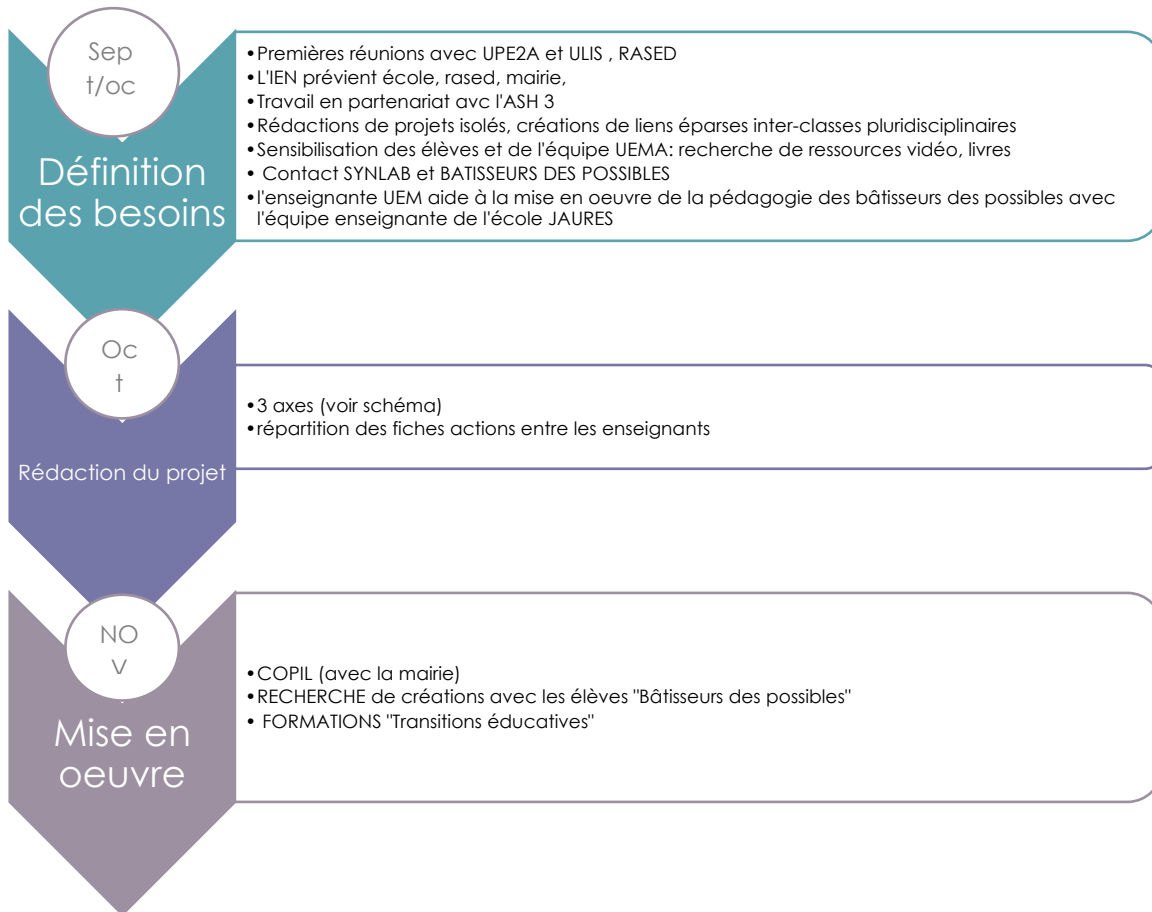 Sep
t/oc
Définition
des besoins
•Premières réunions avec UPE2A et ULIS , RASED
•L'IEN prévient école, rased, mairie,
•Travail en partenariat avc l'ASH 3
•Rédactions de projets isolés, créations de liens éparses inter-classes pluridisciplinaires
•Sensibilisation des élèves et de l'équipe UEMA: recherche de ressources vidéo, livres
• Contact SYNLAB et BATISSEURS DES POSSIBLES
•l'enseignante UEM aide à la mise en oeuvre de la pédagogie des bâtisseurs des possibles avec
l'équipe enseignante de l'école JAURES
Oc
t
Rédaction du projet
•3 axes (voir schéma)
•répartition des fiches actions entre les enseignants
NO
V
Mise en
oeuvre
•COPIL (avec la mairie)
•RECHERCHE de créations avec les élèves "Bâtisseurs des possibles"
• FORMATIONS "Transitions éducatives"